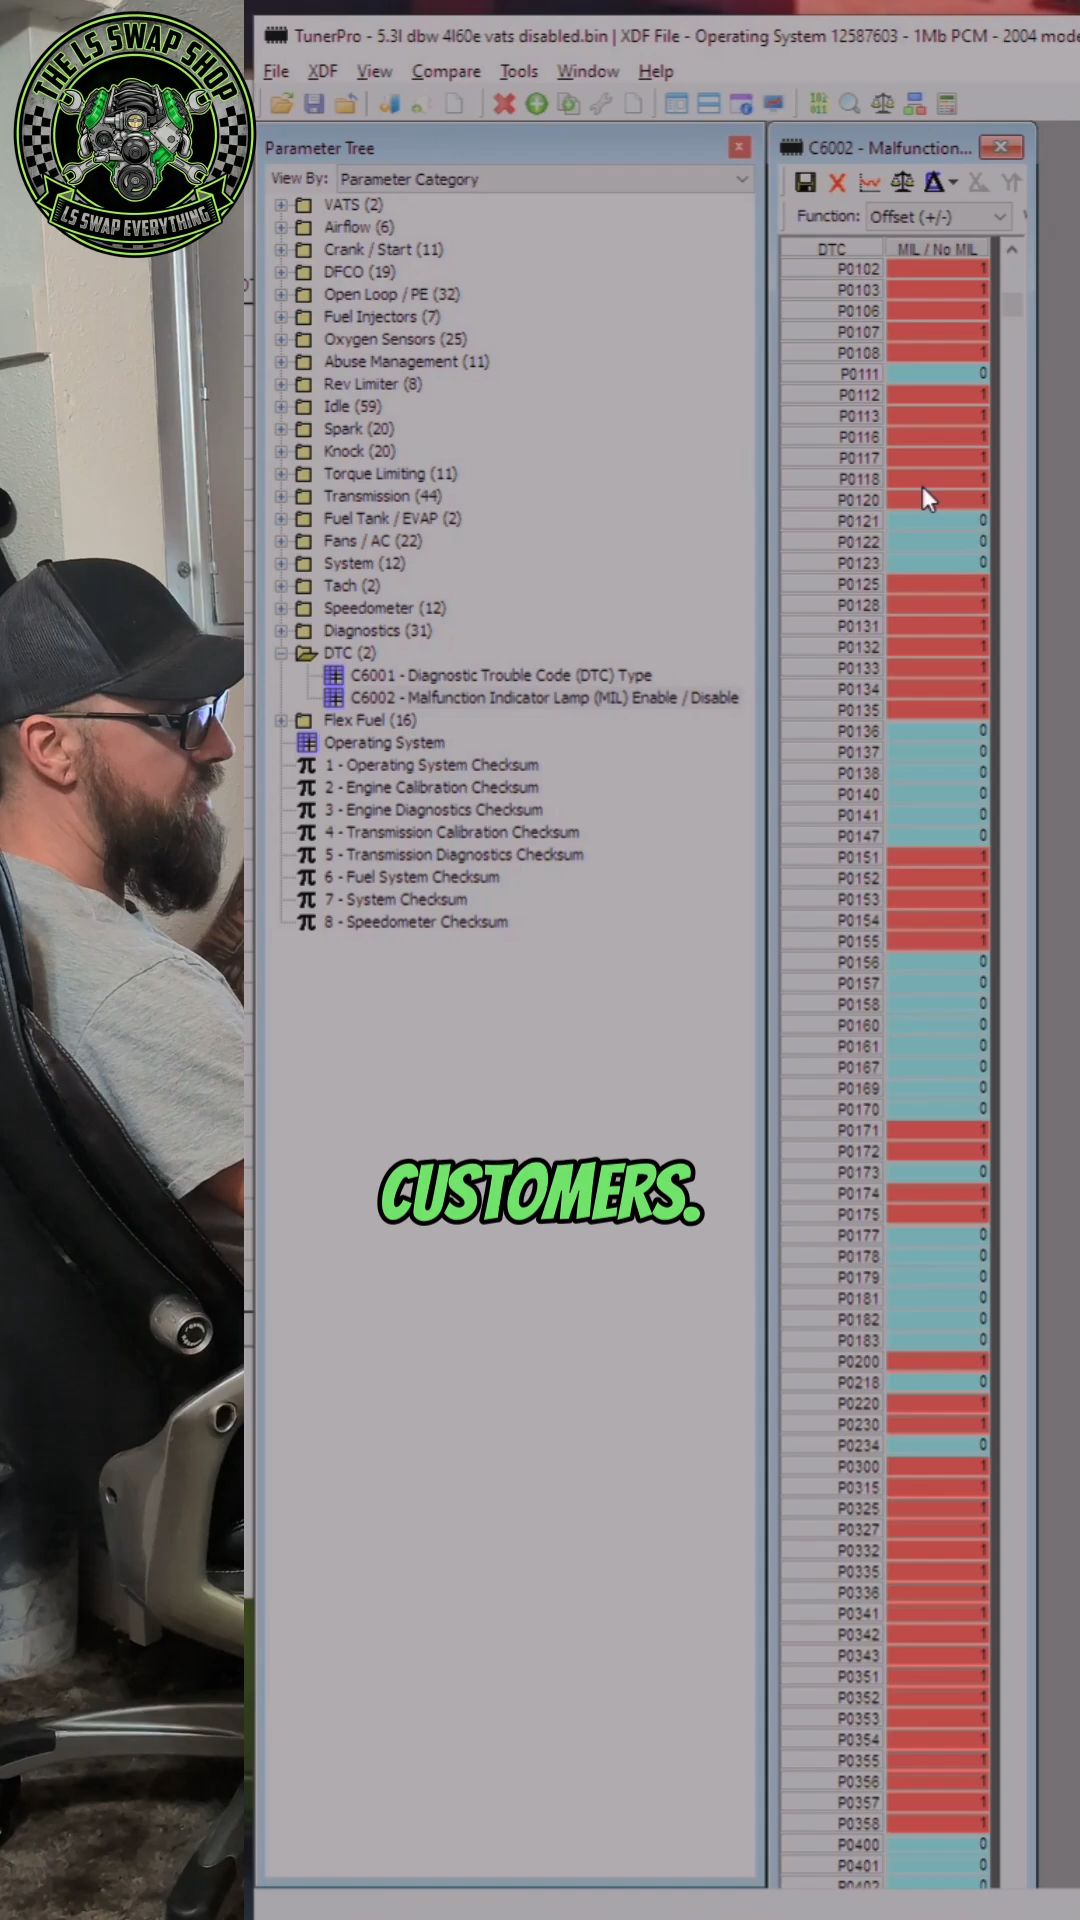 THE LS SWAP SHOP
LS SWAP EVERYTHING
TunerPro - 5.3l dbw 4l60e vats disabled.bin | XDF File - Operating System 12587603 - 1Mb PCM - 2004 mode
File XDF View Compare Tools Window Help
Parameter Tree
View By: Parameter Category
VATS (2)
Airflow (6)
Crank / Start (11)
DFCO (19)
Open Loop / PE (32)
Fuel Injectors (7)
Oxygen Sensors (25)
Abuse Management (11)
Rev Limiter (8)
Idle (59)
Spark (20)
Knock (20)
Torque Limiting (11)
Transmission (44)
Fuel Tank / EVAP (2)
Fans / AC (22)
System (12)
Tach (2)
Speedometer (12)
Diagnostics (31)
DTC (2)
C6001 - Diagnostic Trouble Code (DTC) Type
C6002 - Malfunction Indicator Lamp (MIL) Enable / Disable
Flex Fuel (16)
Operating System
1 - Operating System Checksum
2 - Engine Calibration Checksum
3 - Engine Diagnostics Checksum
4 - Transmission Calibration Checksum
5 - Transmission Diagnostics Checksum
6 - Fuel System Checksum
7 - System Checksum
8 - Speedometer Checksum
C6002 - Malfunction...
Function: Offset (+/-)
DTC MIL / No MIL
P0102 1
P0103 1
P0106 1
P0107 1
P0108 1
P0111 0
P0112 1
P0113 1
P0116 1
P0117 1
P0118 1
P0120 1
P0121 0
P0122 0
P0123 0
P0125 1
P0128 1
P0131 1
P0132 1
P0133 1
P0134 1
P0135 1
P0136 0
P0137 0
P0138 0
P0140 0
P0141 0
P0147 0
P0151 1
P0152 1
P0153 1
P0154 1
P0155 1
P0156 0
P0157 0
P0158 0
P0160 0
P0161 0
P0167 0
P0169 0
P0170 0
P0171 1
P0172 1
P0173 0
P0174 1
P0175 1
P0177 0
P0178 0
P0179 0
P0181 0
P0182 0
P0183 0
P0200 1
P0218 0
P0220 1
P0230 1
P0234 0
P0300 1
P0315 1
P0325 1
P0327 1
P0332 1
P0335 1
P0336 1
P0341 1
P0342 1
P0343 1
P0351 1
P0352 1
P0353 1
P0354 1
P0355 1
P0356 1
P0357 1
P0358 1
P0400 0
P0401 0
P0402 0
CUSTOMERS.